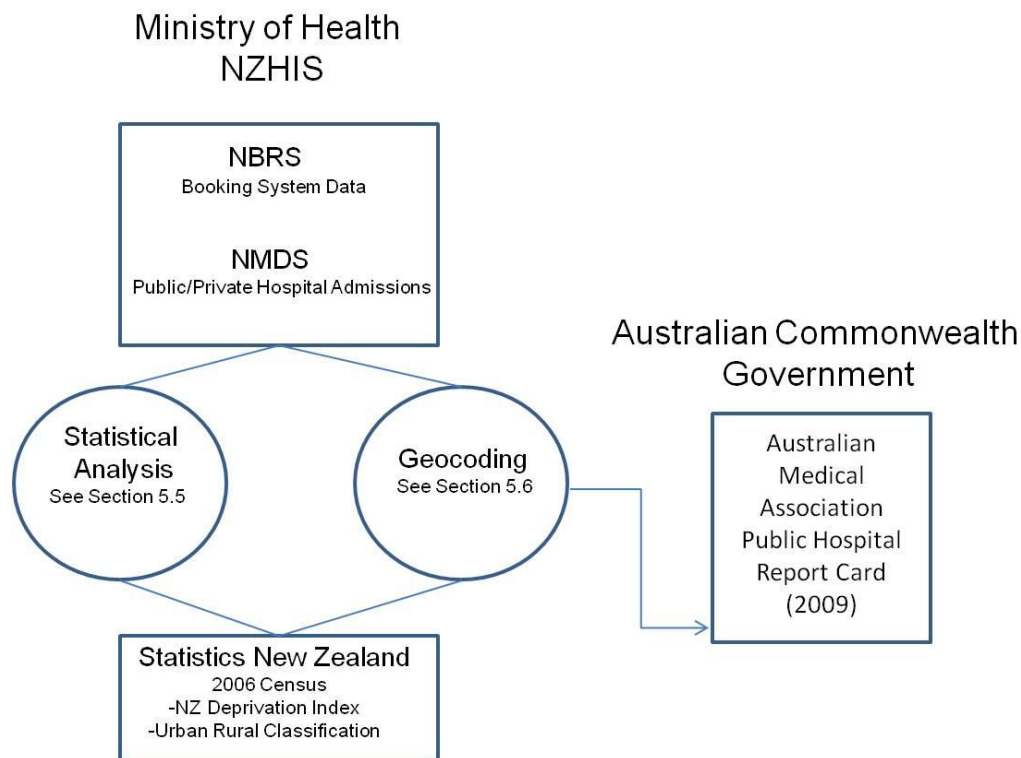 Ministry of Health
NZHIS
NBRS
Booking System Data
NMDS
Public/Private Hospital Admissions
Statistical
Analysis
See Section 5.5
Geocoding
See Section 5.6
Australian Commonwealth
Government
Australian
Medical
Association
Public Hospital
Report Card
(2009)
Statistics New Zealand
2006 Census
-NZ Deprivation Index
-Urban Rural Classification